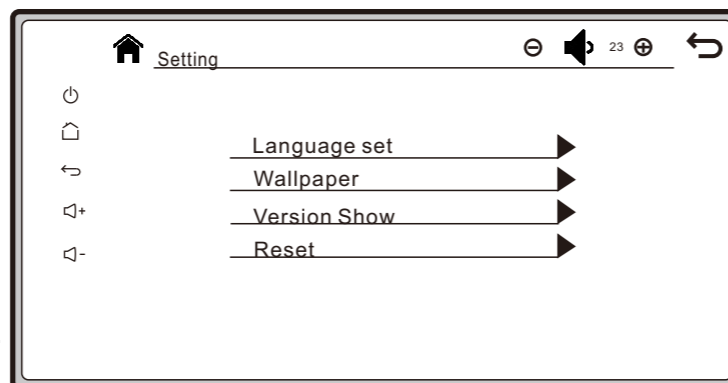 Setting
23
Language set
Wallpaper
Version Show
Reset
+
-